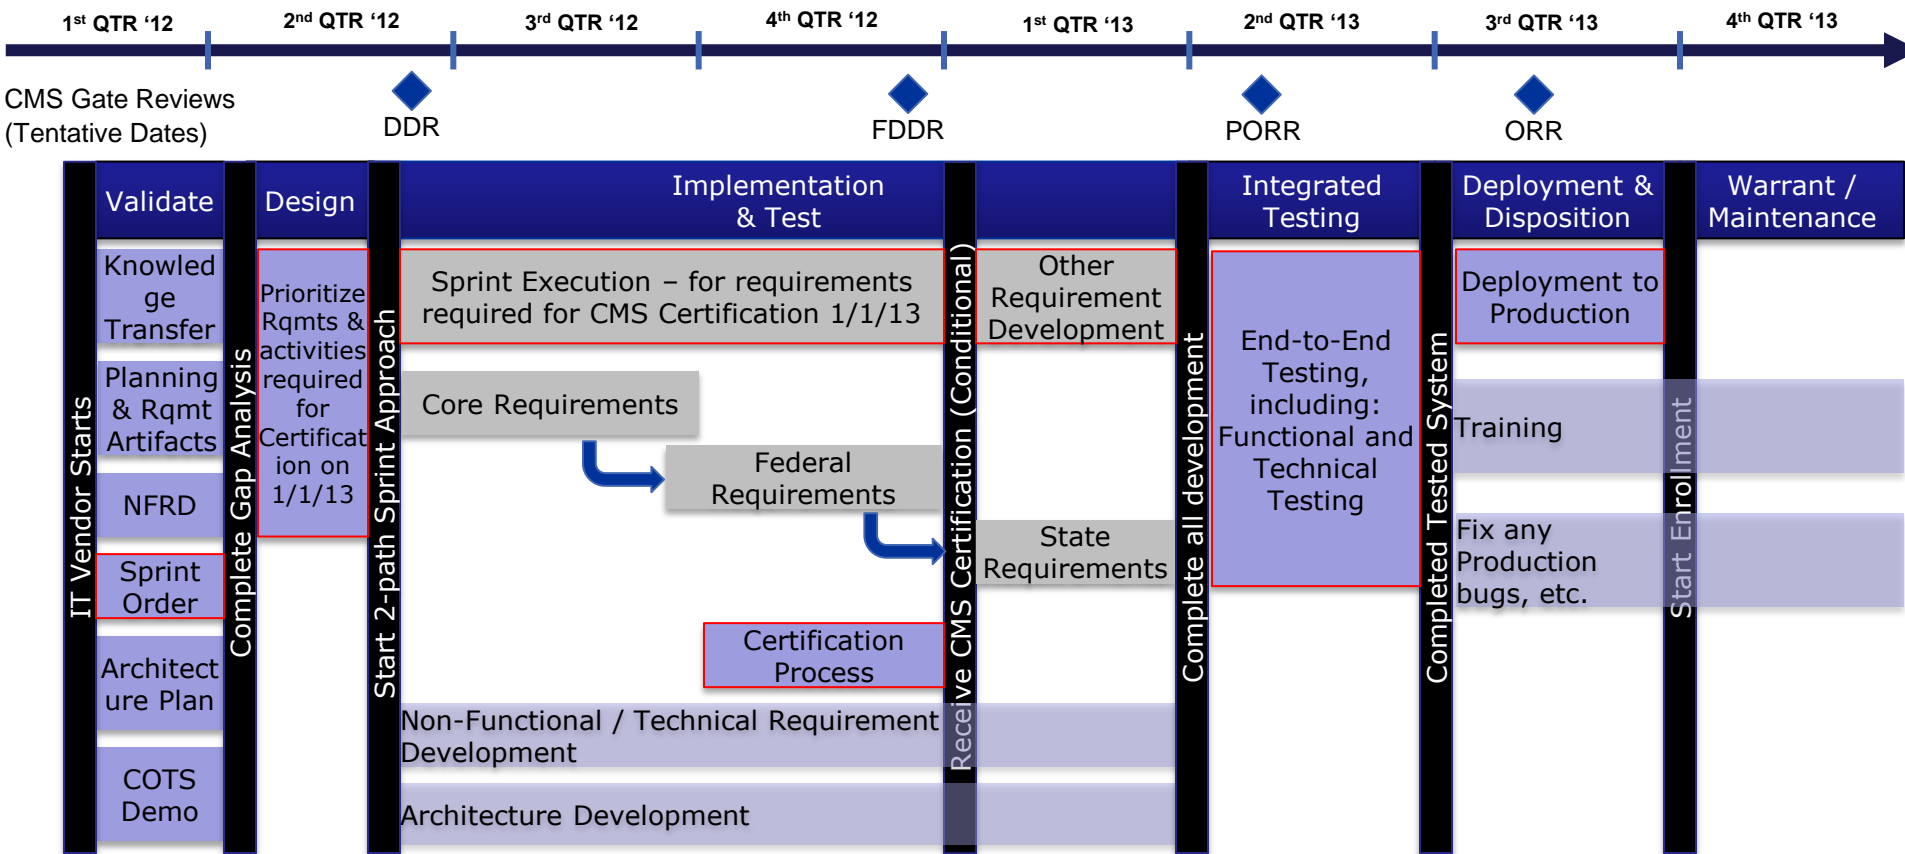 1st QTR ‘12
2nd QTR ‘12
3rd QTR ‘12
4th QTR ‘12
1st QTR ‘13
2nd QTR ‘13
3rd QTR ‘13
4th QTR ‘13
CMS Gate Reviews
(Tentative Dates)
DDR
FDDR
PORR
ORR
IT Vendor Starts
Validate
Knowled
ge
Transfer
Planning
& Rqmt
Artifacts
NFRD
Sprint
Order
Architect
ure Plan
COTS
Demo
Complete Gap Analysis
Design
Prioritize
Rqmts &
activities
required
for
Certificat
ion on
1/1/13
Start 2-path Sprint Approach
Implementation
& Test
Sprint Execution – for requirements
required for CMS Certification 1/1/13
Core Requirements
Federal
Requirements
Certification
Process
Non-Functional / Technical Requirement
Development
Architecture Development
Receive CMS Certification (Conditional)
Other
Requirement
Development
State
Requirements
Complete all development
Integrated
Testing
End-to-End
Testing,
including:
Functional and
Technical
Testing
Completed Tested System
Deployment &
Disposition
Deployment to
Production
Training
Fix any
Production
bugs, etc.
Start Enrollment
Warrant /
Maintenance